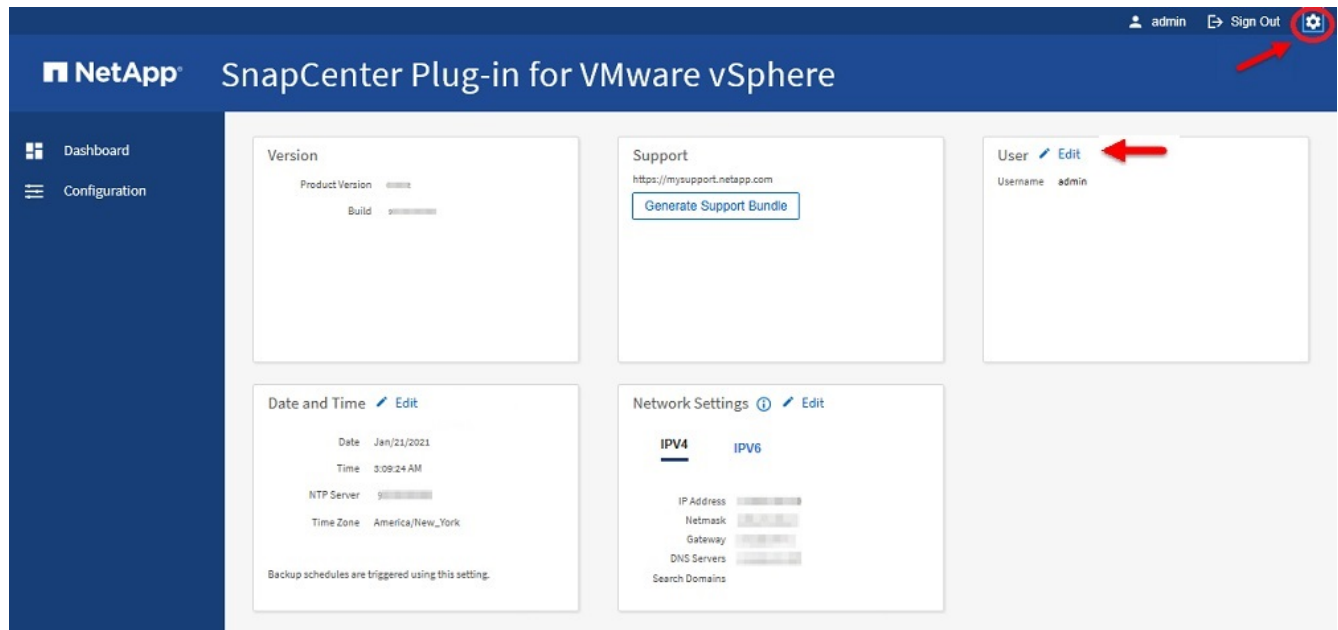 admin Sign Out
NetApp® SnapCenter Plug-in for VMware vSphere
Dashboard
Configuration
Version
Product Version
Build
Support
https://mysupport.netapp.com
Generate Support Bundle
User Edit
Username admin
Date and Time Edit
Date Jan/21/2021
Time 3:09:24 AM
NTP Server
Time Zone America/New_York
Backup schedules are triggered using this setting.
Network Settings Edit
IPV4 IPV6
IP Address
Netmask
Gateway
DNS Servers
Search Domains